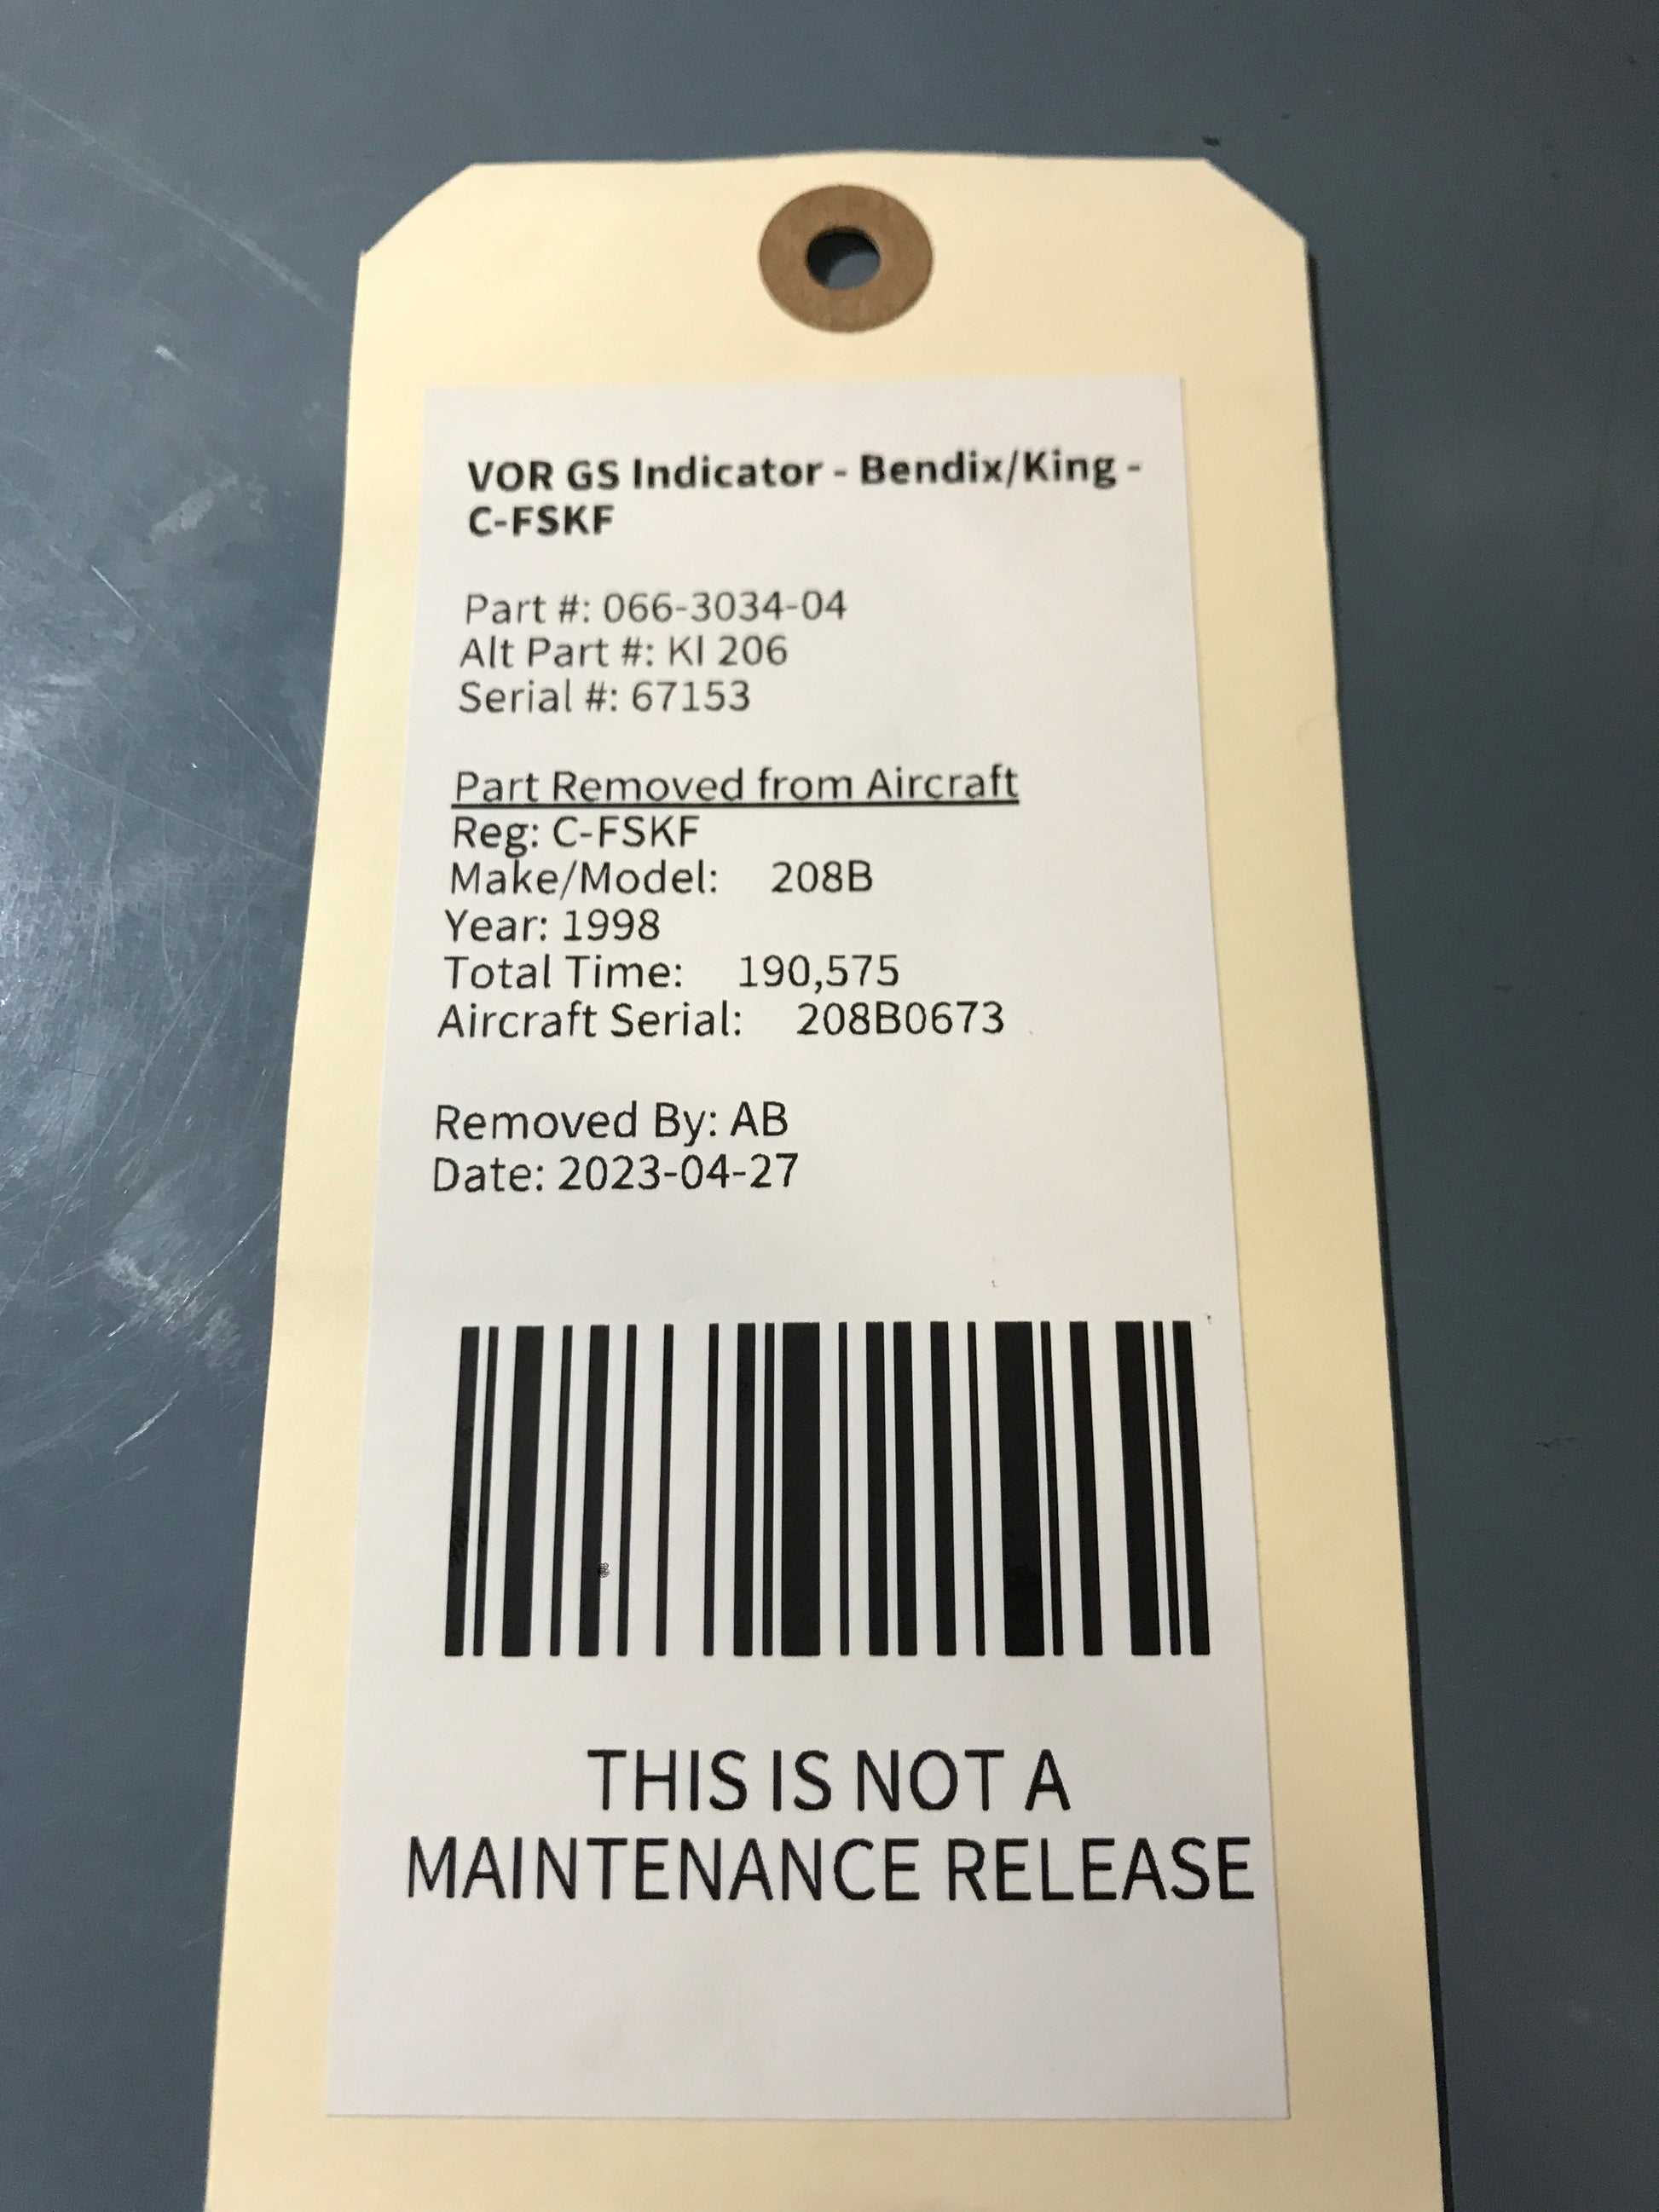 VOR GS Indicator - Bendix/King -
C-FSKF
Part #: 066-3034-04
Alt Part #: KI 206
Serial #: 67153
Part Removed from Aircraft
Reg: C-FSKF
Make/Model: 208B
Year: 1998
Total Time: 190,575
Aircraft Serial: 208B0673
Removed By: AB
Date: 2023-04-27
THIS IS NOT A
MAINTENANCE RELEASE